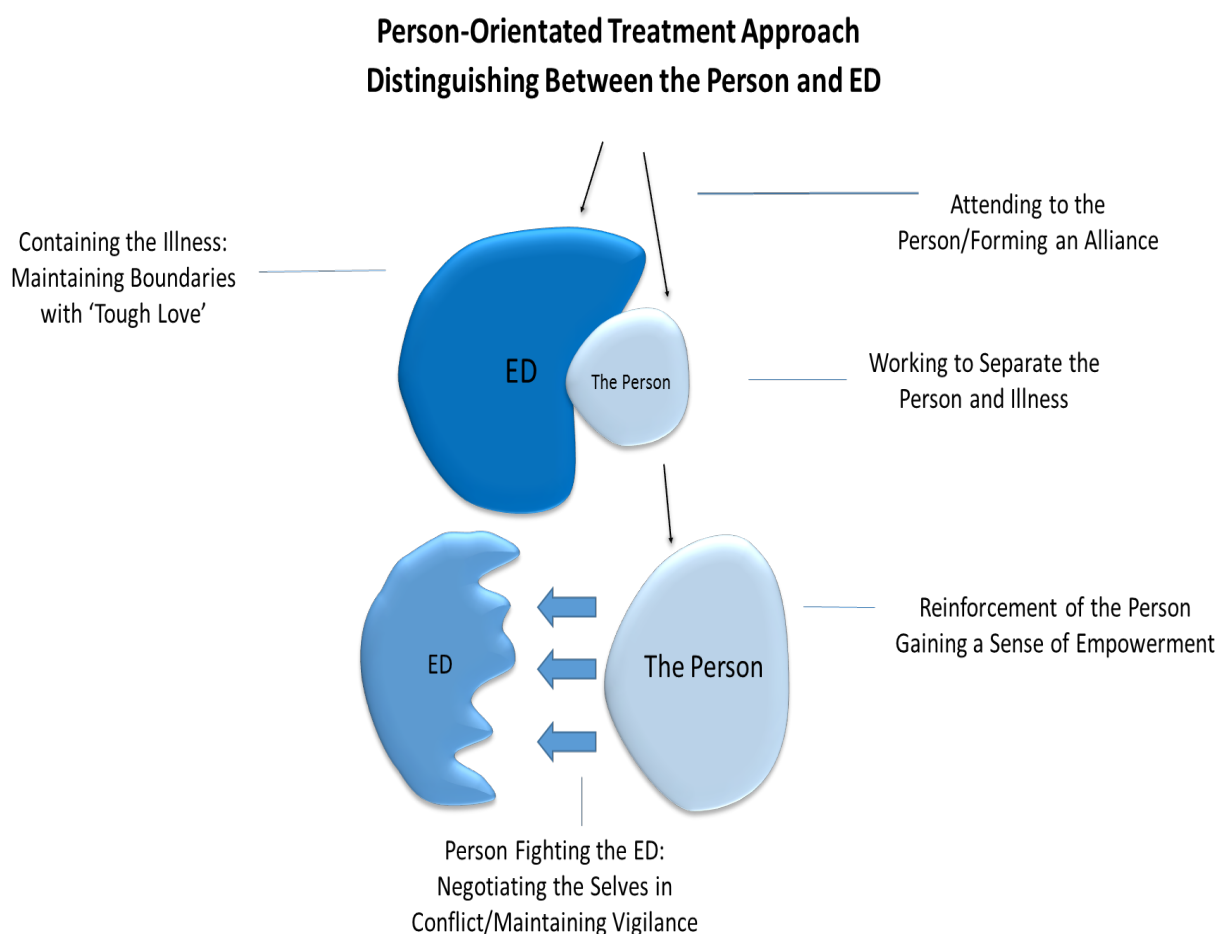 Person-Orientated Treatment Approach
Distinguishing Between the Person and ED
Attending to the
Person/Forming an Alliance
Containing the Illness:
Maintaining Boundaries
with ‘Tough Love’
ED
The Person
Working to Separate the
Person and Illness
ED
The Person
Reinforcement of the Person
Gaining a Sense of Empowerment
Person Fighting the ED:
Negotiating the Selves in
Conflict/Maintaining Vigilance